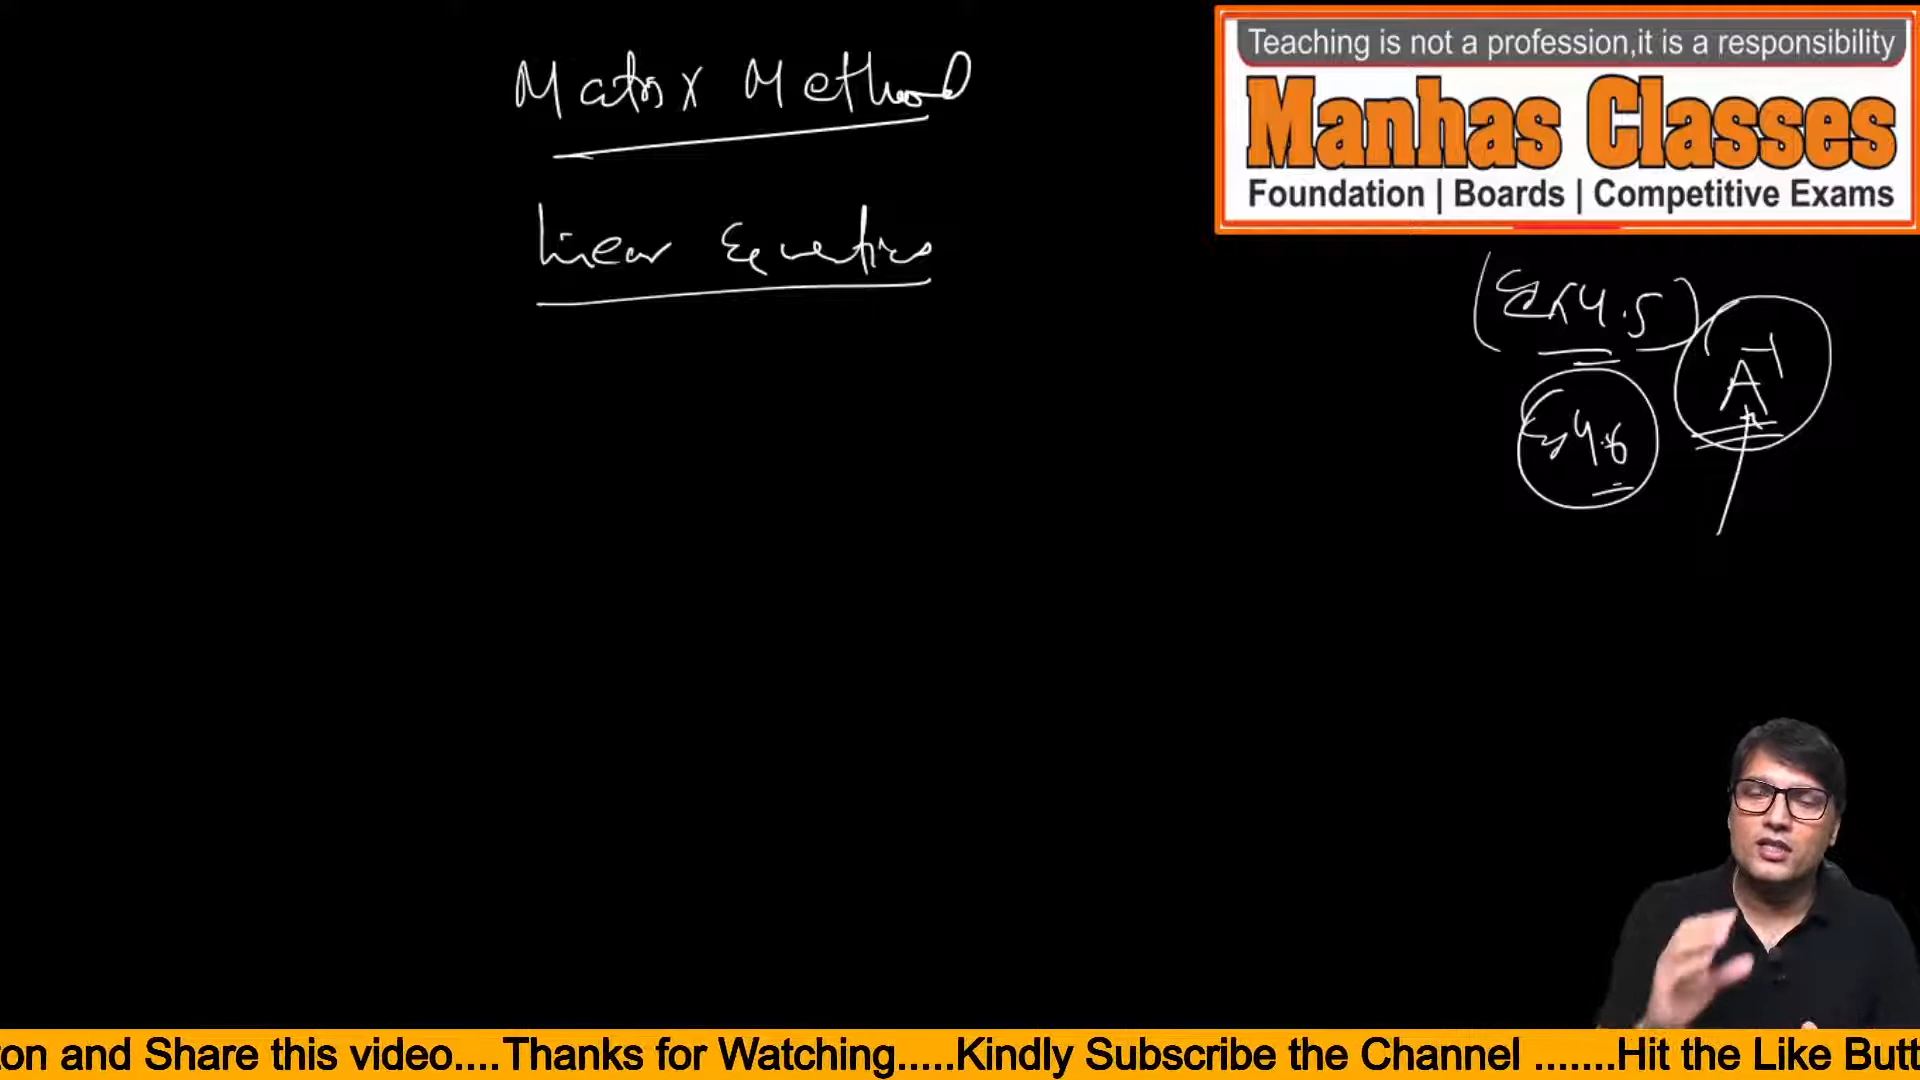 Matrix Method
Linear Equations
Teaching is not a profession,it is a responsibility
Manhas Classes
Foundation | Boards | Competitive Exams
(Ex 4.5)
A⁻¹
Ex 4.6
ton and Share this video....Thanks for Watching.....Kindly Subscribe the Channel .......Hit the Like Butt